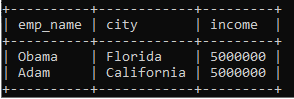 +----------+------------+---------+
| emp_name | city       | income  |
+----------+------------+---------+
| Obama    | Florida    | 5000000 |
| Adam     | California | 5000000 |
+----------+------------+---------+